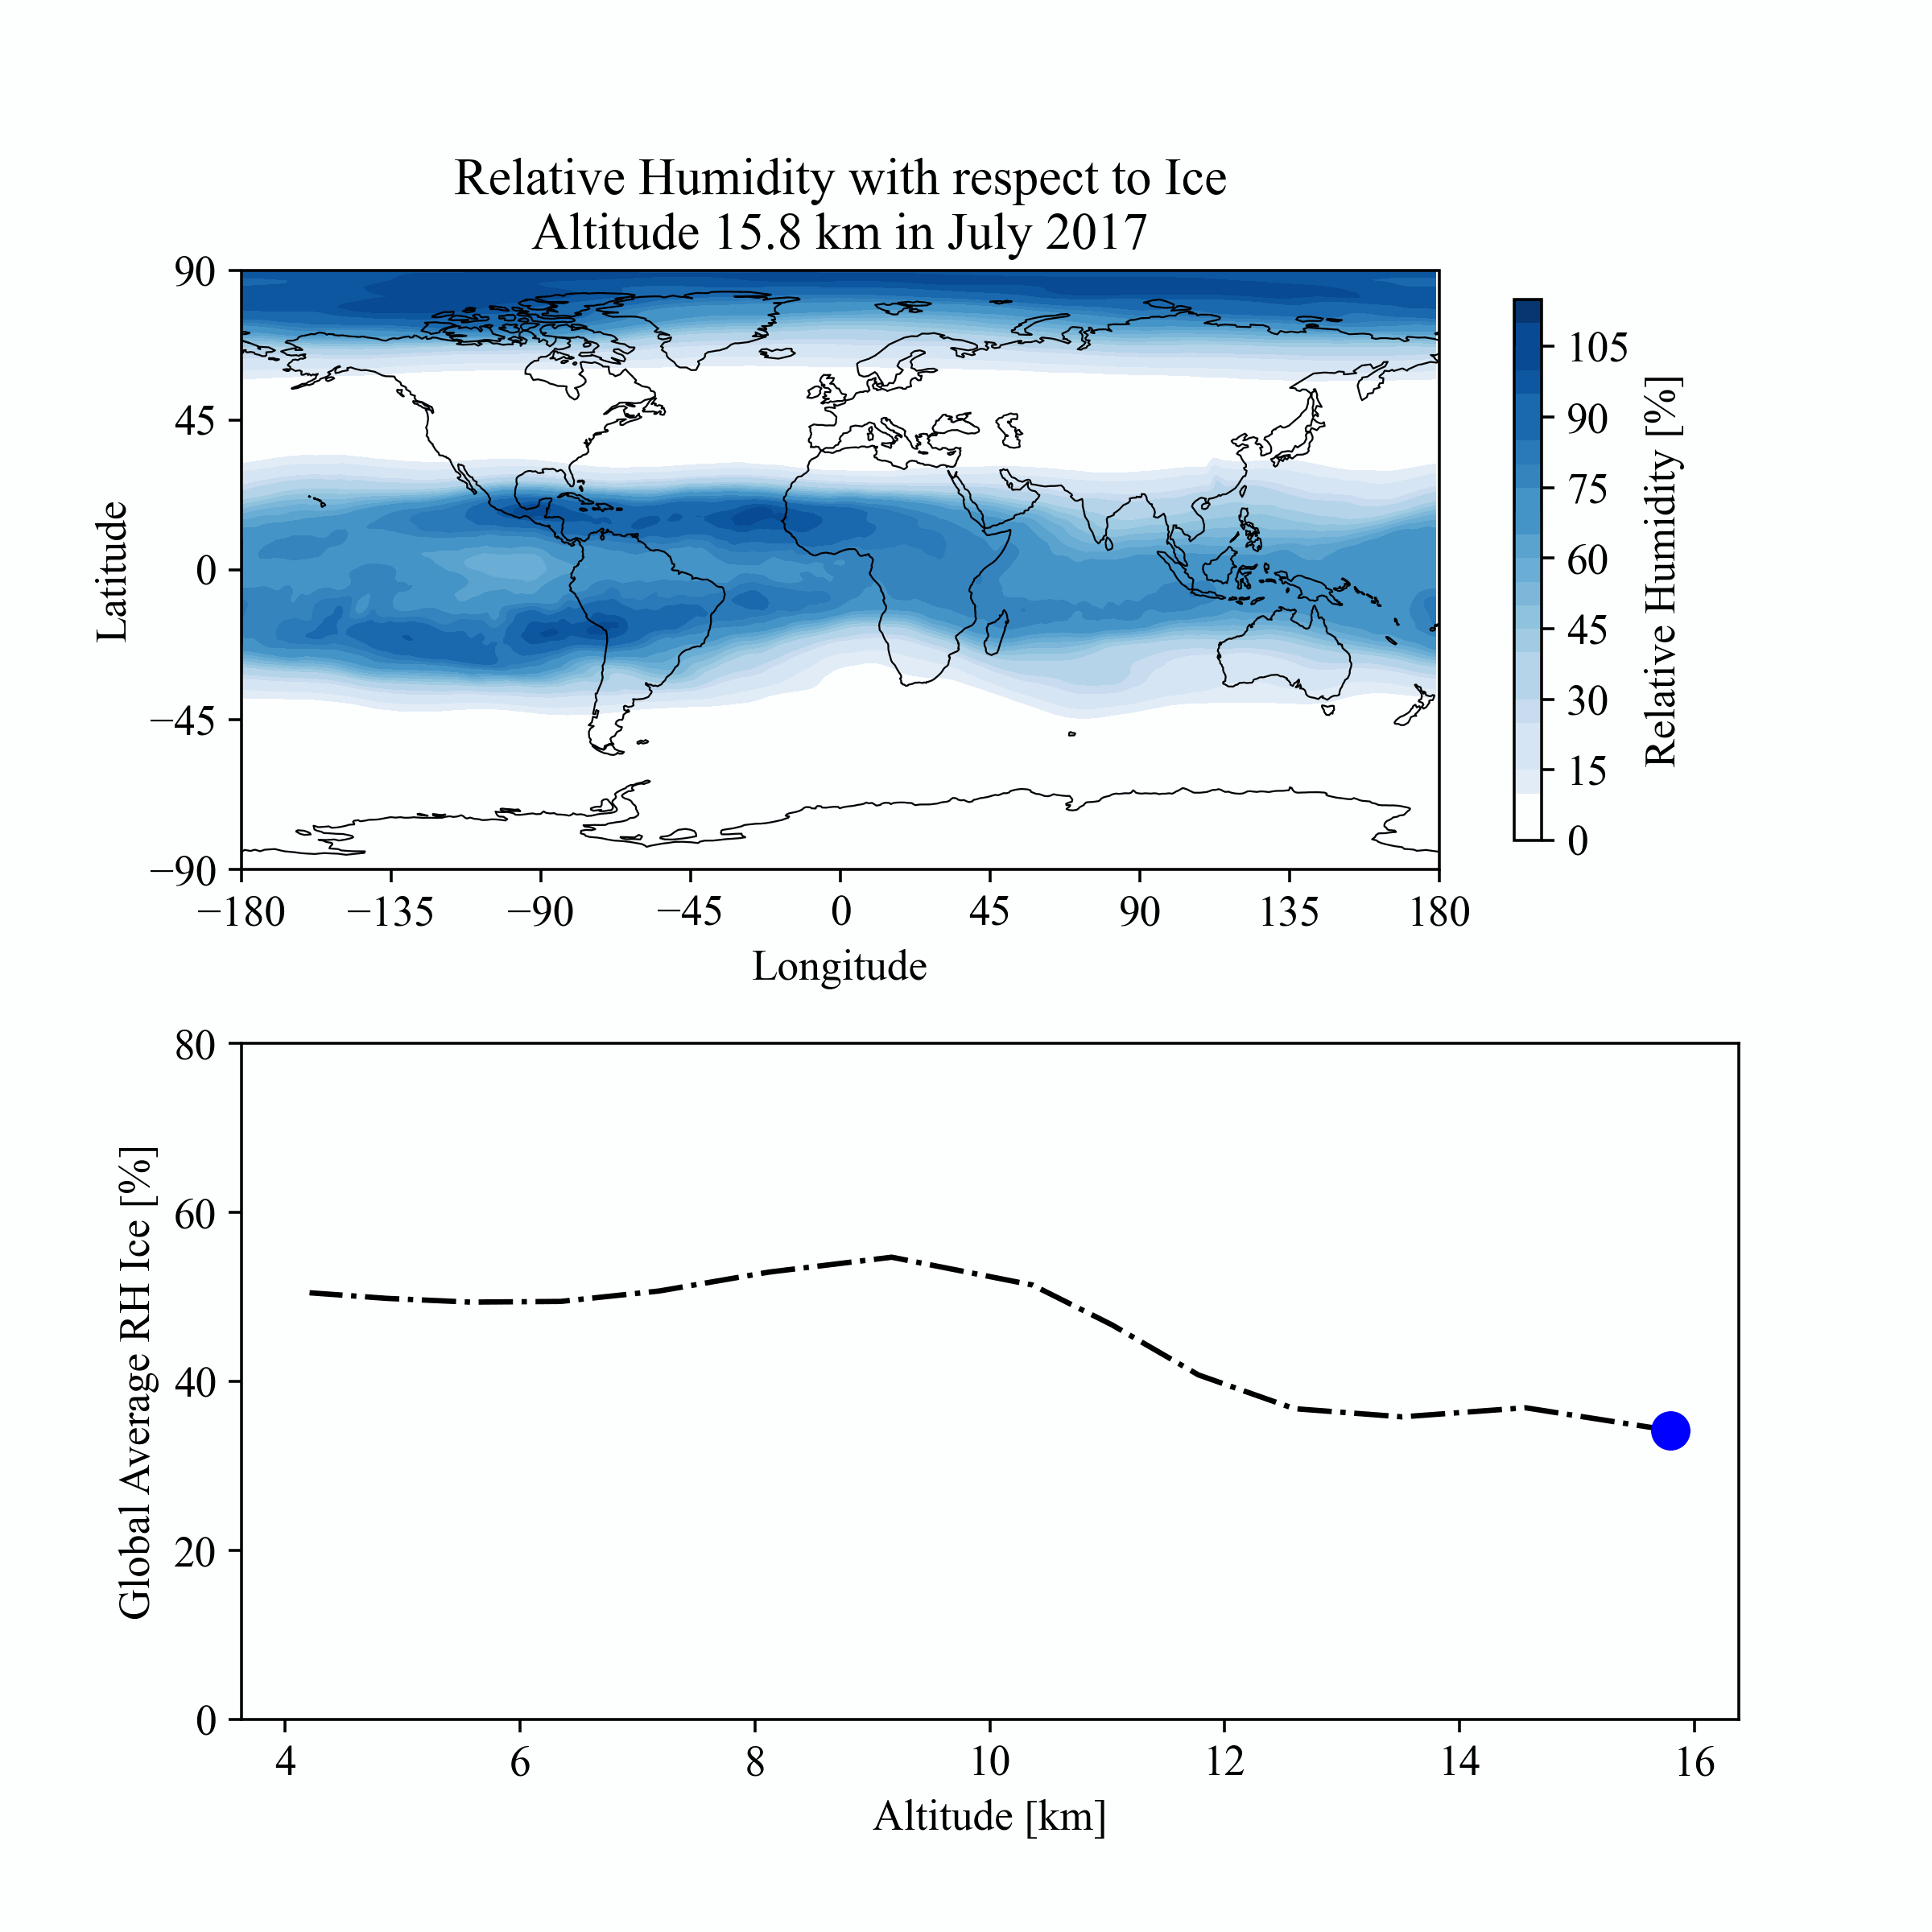 Relative Humidity with respect to Ice
Altitude 15.8 km in July 2017
90
45
0
−45
−90
Latitude
−180 −135 −90 −45 0 45 90 135 180
Longitude
105
90
75
60
45
30
15
0
Relative Humidity [%]
80
60
40
20
0
Global Average RH Ice [%]
4 6 8 10 12 14 16
Altitude [km]